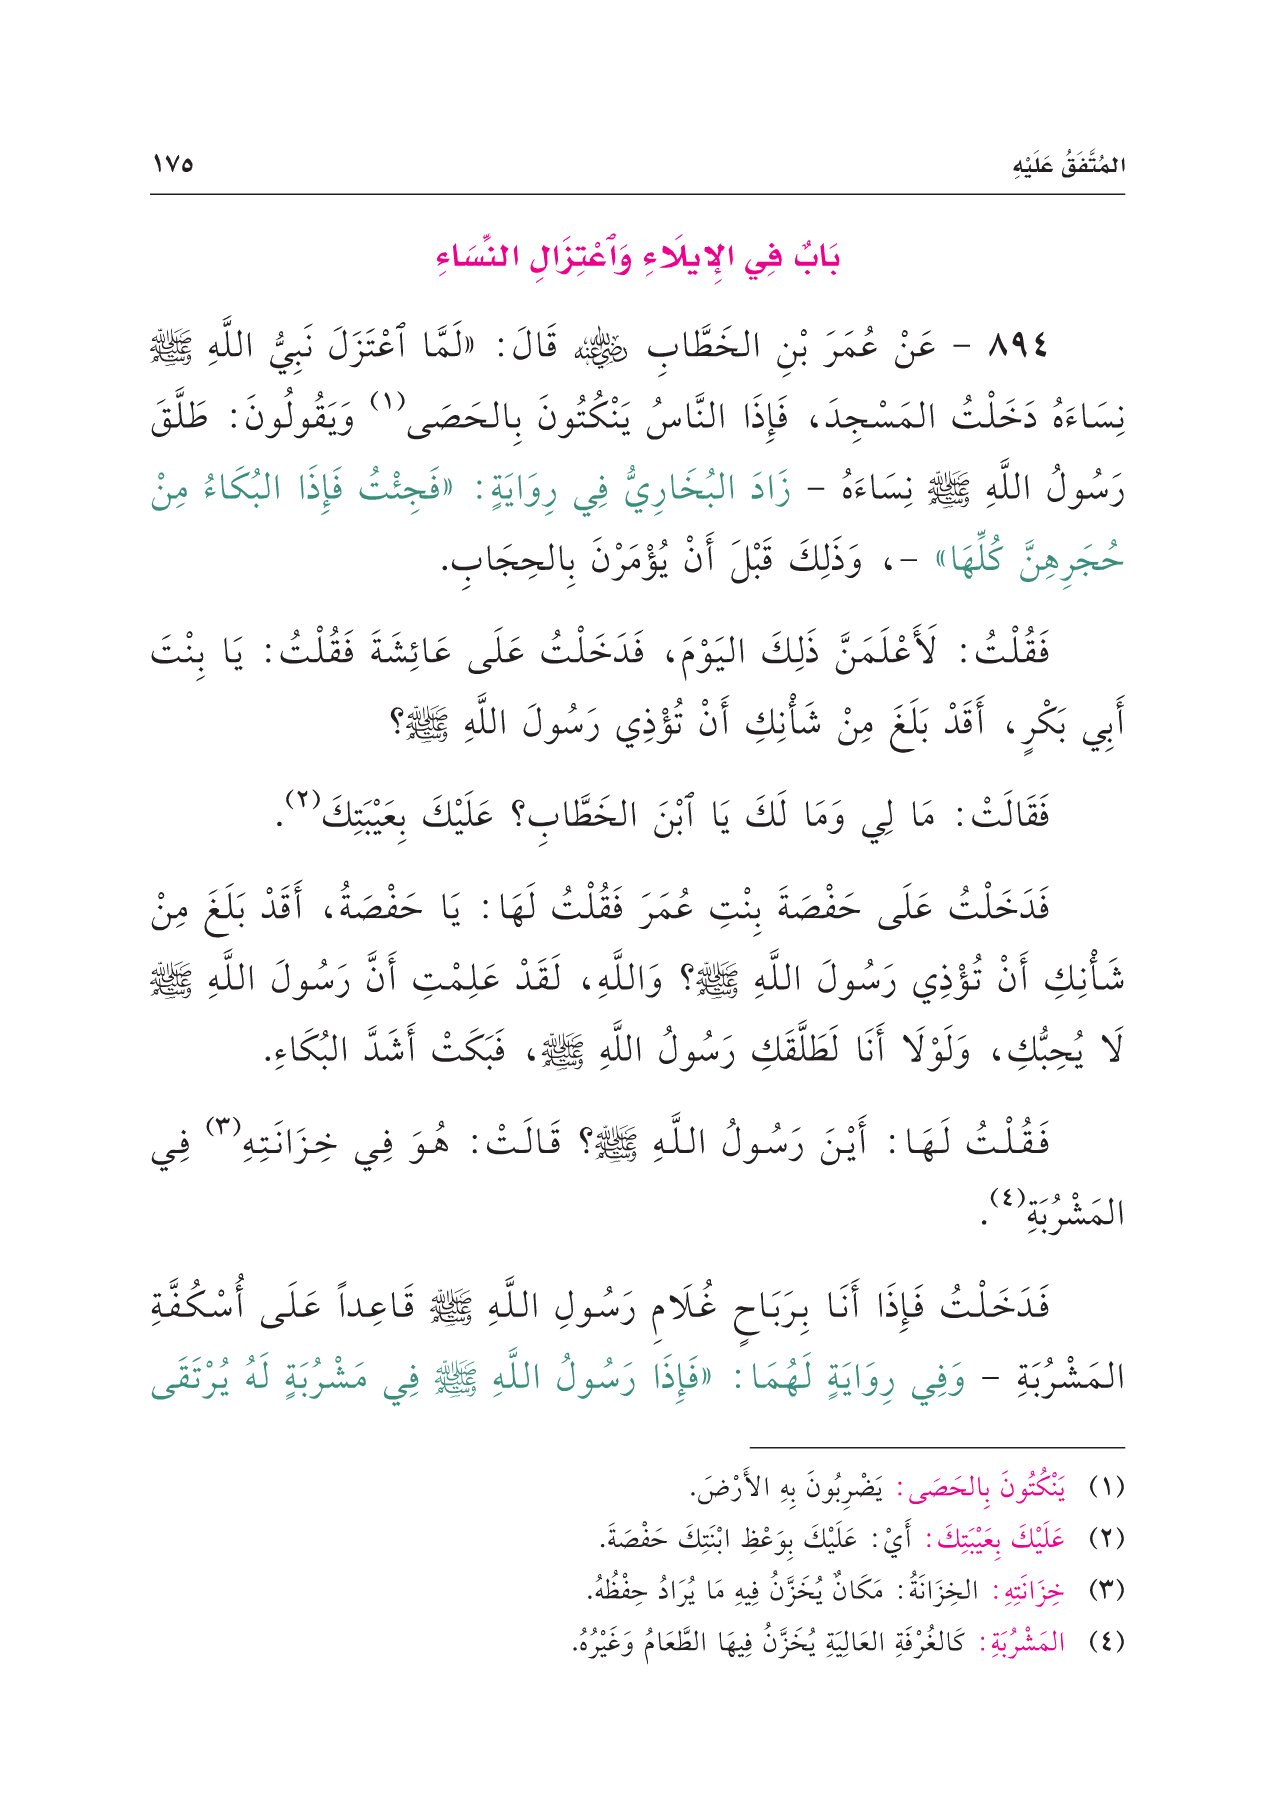 المُتَّفَقُ عَلَيْهِ ١٧٥
بَابٌ فِي الإِيلَاءِ وَٱعْتِزَالِ النِّسَاءِ
٨٩٤ – عَنْ عُمَرَ بْنِ الخَطَّابِ رضي الله عنه قَالَ: «لَمَّا ٱعْتَزَلَ نَبِيُّ اللَّهِ ﷺ
نِسَاءَهُ دَخَلْتُ المَسْجِدَ، فَإِذَا النَّاسُ يَنْكُتُونَ بِالحَصَى(١) وَيَقُولُونَ: طَلَّقَ
رَسُولُ اللَّهِ ﷺ نِسَاءَهُ – زَادَ البُخَارِيُّ فِي رِوَايَةٍ: «فَجِئْتُ فَإِذَا البُكَاءُ مِنْ
حُجَرِهِنَّ كُلِّهَا» –، وَذَلِكَ قَبْلَ أَنْ يُؤْمَرْنَ بِالحِجَابِ.
فَقُلْتُ: لَأَعْلَمَنَّ ذَلِكَ اليَوْمَ، فَدَخَلْتُ عَلَى عَائِشَةَ فَقُلْتُ: يَا بِنْتَ
أَبِي بَكْرٍ، أَقَدْ بَلَغَ مِنْ شَأْنِكِ أَنْ تُؤْذِي رَسُولَ اللَّهِ ﷺ؟
فَقَالَتْ: مَا لِي وَمَا لَكَ يَا ٱبْنَ الخَطَّابِ؟ عَلَيْكَ بِعَيْبَتِكَ(٢).
فَدَخَلْتُ عَلَى حَفْصَةَ بِنْتِ عُمَرَ فَقُلْتُ لَهَا: يَا حَفْصَةُ، أَقَدْ بَلَغَ مِنْ
شَأْنِكِ أَنْ تُؤْذِي رَسُولَ اللَّهِ ﷺ؟ وَاللَّهِ، لَقَدْ عَلِمْتِ أَنَّ رَسُولَ اللَّهِ ﷺ
لَا يُحِبُّكِ، وَلَوْلَا أَنَا لَطَلَّقَكِ رَسُولُ اللَّهِ ﷺ، فَبَكَتْ أَشَدَّ البُكَاءِ.
فَقُلْتُ لَهَا: أَيْنَ رَسُولُ اللَّهِ ﷺ؟ قَالَتْ: هُوَ فِي خِزَانَتِهِ(٣) فِي
المَشْرُبَةِ(٤).
فَدَخَلْتُ فَإِذَا أَنَا بِرَبَاحٍ غُلَامِ رَسُولِ اللَّهِ ﷺ قَاعِداً عَلَى أُسْكُفَّةِ
المَشْرُبَةِ – وَفِي رِوَايَةٍ لَهُمَا: «فَإِذَا رَسُولُ اللَّهِ ﷺ فِي مَشْرُبَةٍ لَهُ يُرْتَقَى
(١) يَنْكُتُونَ بِالحَصَى: يَضْرِبُونَ بِهِ الأَرْضَ.
(٢) عَلَيْكَ بِعَيْبَتِكَ: أَيْ: عَلَيْكَ بِوَعْظِ ابْنَتِكَ حَفْصَةَ.
(٣) خِزَانَتِهِ: الخِزَانَةُ: مَكَانٌ يُخَزَّنُ فِيهِ مَا يُرَادُ حِفْظُهُ.
(٤) المَشْرُبَةِ: كَالغُرْفَةِ العَالِيَةِ يُخَزَّنُ فِيهَا الطَّعَامُ وَغَيْرُهُ.